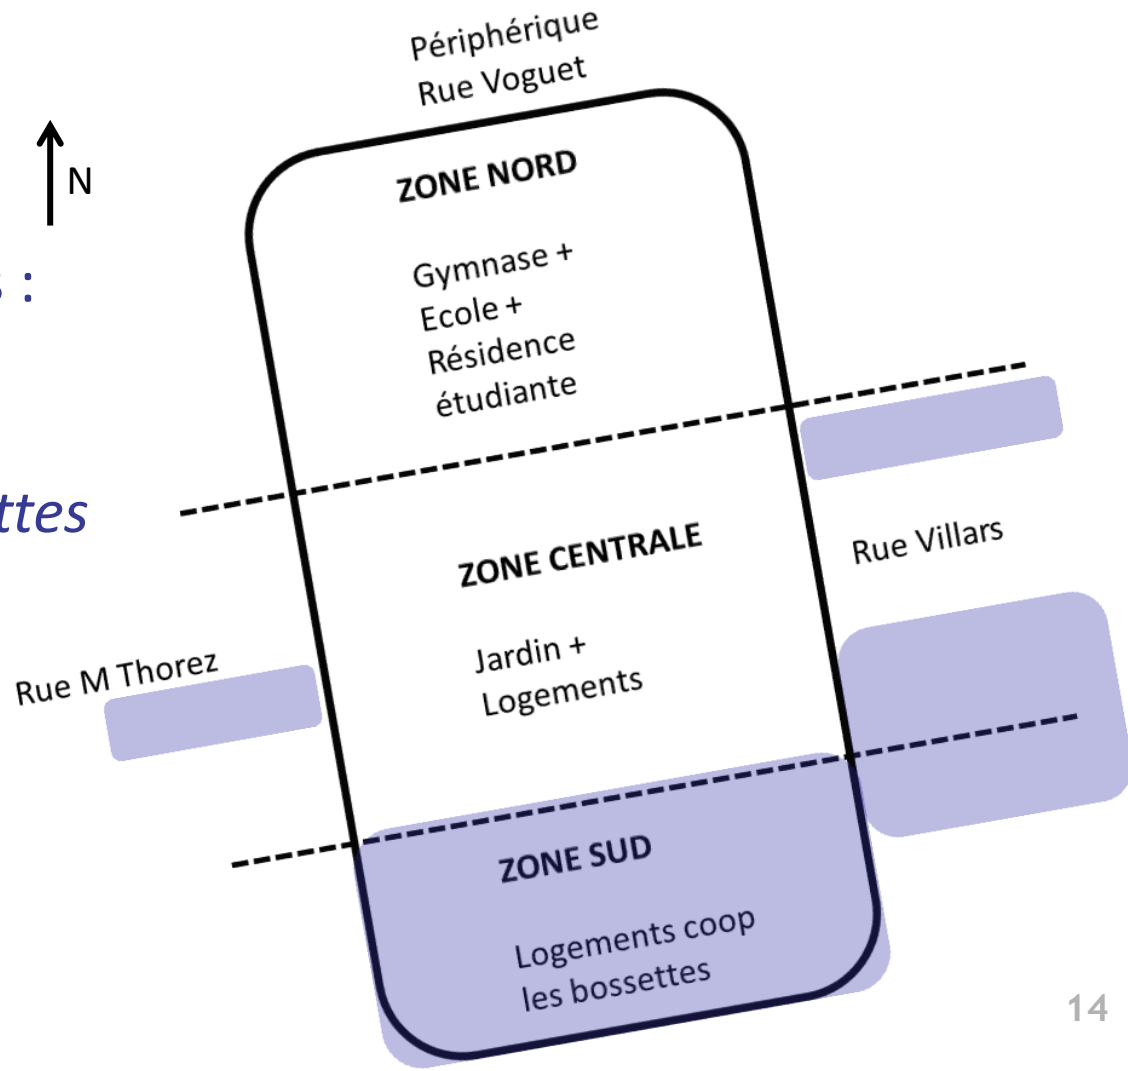 Périphérique
Rue Voguet
N
ZONE NORD
Gymnase +
Ecole +
Résidence
étudiante
ZONE CENTRALE
Rue Villars
Jardin +
Logements
Rue M Thorez
ZONE SUD
Logements coop
les bossettes
14